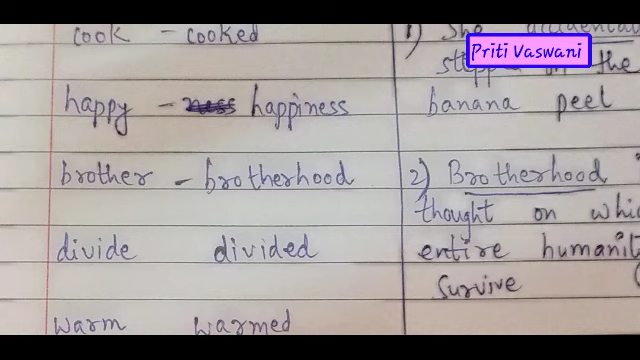 cook - cooked
happy - happiness
brother - brotherhood
divide divided
warm warmed
1) She
Priti Vaswani
the
banana peel
2) Brotherhood
thought on
entire
survive